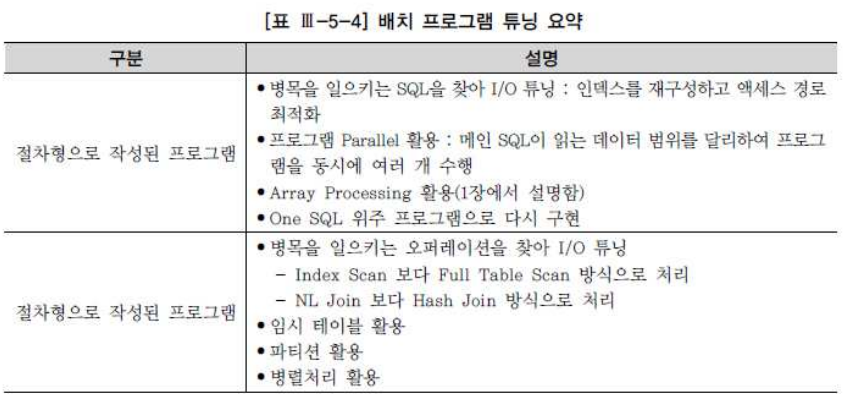 [표 Ⅲ-5-4] 배치 프로그램 튜닝 요약
구분
설명
절차형으로 작성된 프로그램
● 병목을 일으키는 SQL을 찾아 I/O 튜닝 : 인덱스를 재구성하고 액세스 경로
최적화
● 프로그램 Parallel 활용 : 메인 SQL이 읽는 데이터 범위를 달리하여 프로그
램을 동시에 여러 개 수행
● Array Processing 활용(1장에서 설명함)
● One SQL 위주 프로그램으로 다시 구현
절차형으로 작성된 프로그램
● 병목을 일으키는 오퍼레이션을 찾아 I/O 튜닝
- Index Scan 보다 Full Table Scan 방식으로 처리
- NL Join 보다 Hash Join 방식으로 처리
● 임시 테이블 활용
● 파티션 활용
● 병렬처리 활용